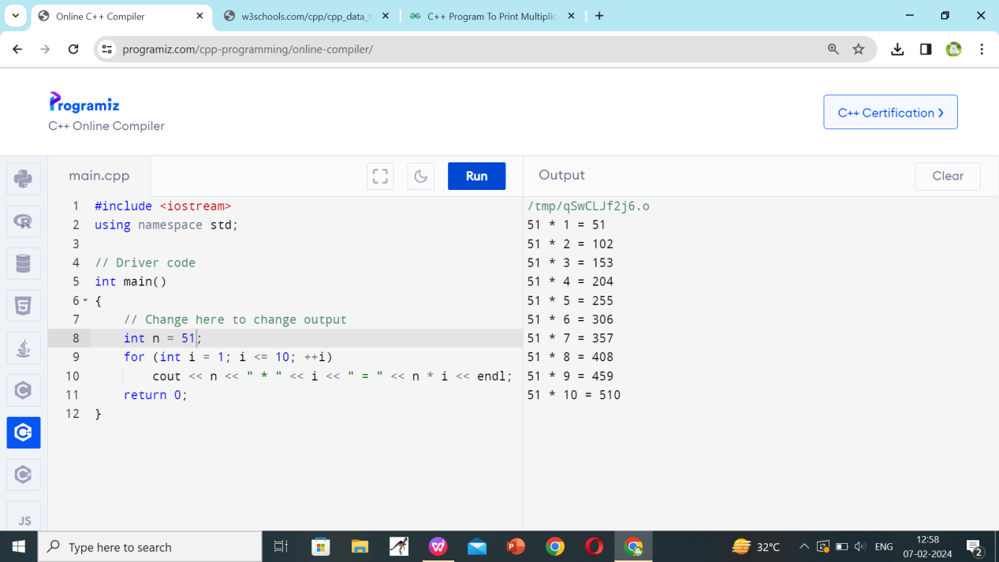 Online C++ Compiler
w3schools.com/cpp/cpp_data_t
C++ Program To Print Multiplic
programiz.com/cpp-programming/online-compiler/
Programiz
C++ Online Compiler
C++ Certification ❯
main.cpp
Run
Output
Clear
1 #include <iostream>
2 using namespace std;
3
4 // Driver code
5 int main()
6 {
7 // Change here to change output
8 int n = 51;
9 for (int i = 1; i <= 10; ++i)
10 cout << n << " * " << i << " = " << n * i << endl;
11 return 0;
12 }
/tmp/qSwCLJf2j6.o
51 * 1 = 51
51 * 2 = 102
51 * 3 = 153
51 * 4 = 204
51 * 5 = 255
51 * 6 = 306
51 * 7 = 357
51 * 8 = 408
51 * 9 = 459
51 * 10 = 510
JS
Type here to search
32°C
ENG
12:58
07-02-2024
2